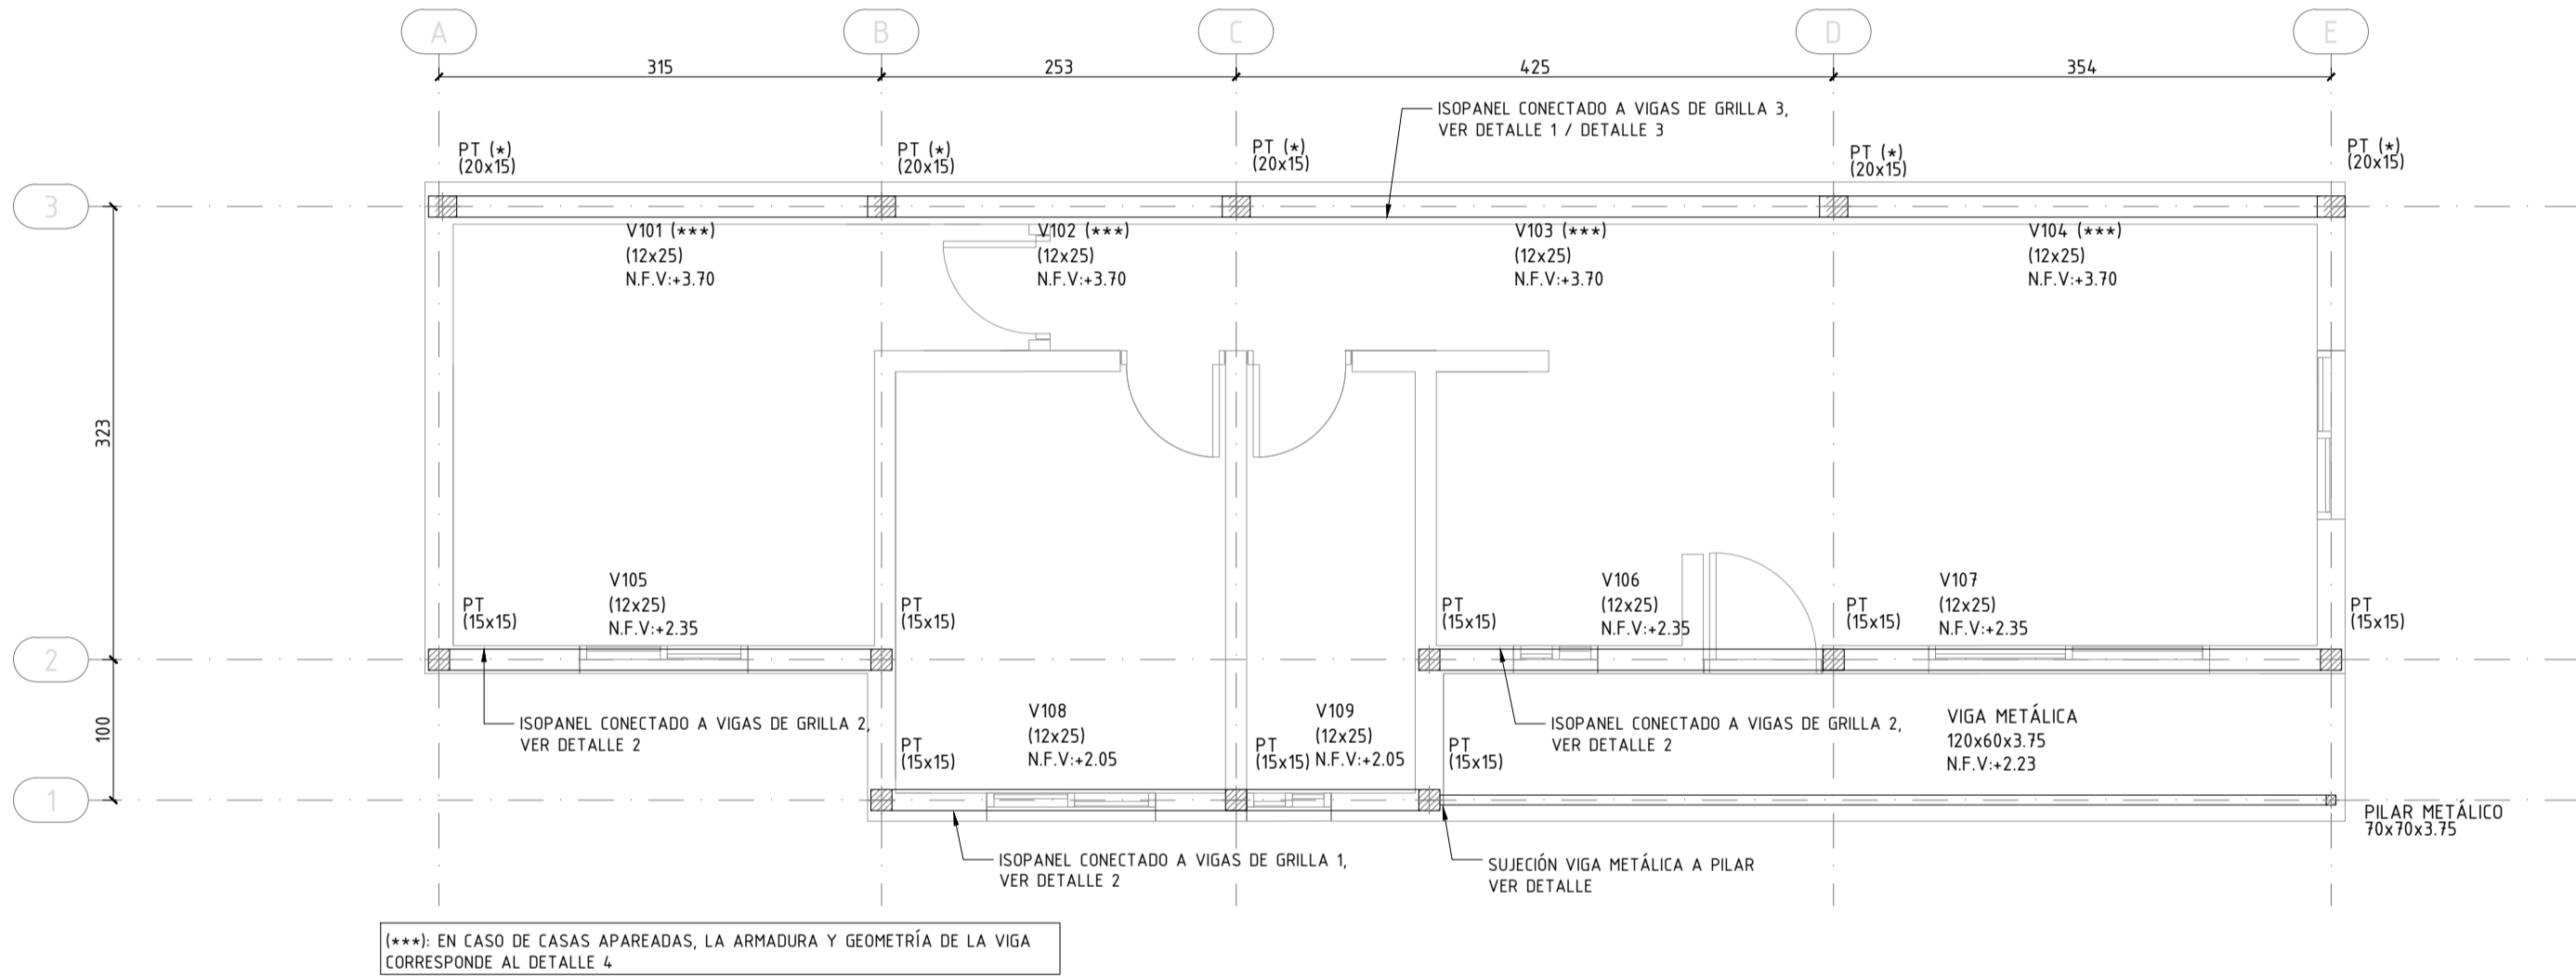 A
B
C
D
E
315
253
425
354
ISOPANEL CONECTADO A VIGAS DE GRILLA 3,
VER DETALLE 1 / DETALLE 3
PT (*)
(20x15)
PT (*)
(20x15)
PT (*)
(20x15)
PT (*)
(20x15)
PT (*)
(20x15)
3
V101 (***)
(12x25)
N.F.V:+3.70
V102 (***)
(12x25)
N.F.V:+3.70
V103 (***)
(12x25)
N.F.V:+3.70
V104 (***)
(12x25)
N.F.V:+3.70
323
PT
(15x15)
V105
(12x25)
N.F.V:+2.35
PT
(15x15)
PT
(15x15)
V106
(12x25)
N.F.V:+2.35
PT
(15x15)
V107
(12x25)
N.F.V:+2.35
PT
(15x15)
2
100
ISOPANEL CONECTADO A VIGAS DE GRILLA 2,
VER DETALLE 2
PT
(15x15)
V108
(12x25)
N.F.V:+2.05
PT
(15x15)
V109
(12x25)
N.F.V:+2.05
PT
(15x15)
ISOPANEL CONECTADO A VIGAS DE GRILLA 2,
VER DETALLE 2
VIGA METÁLICA
120x60x3.75
N.F.V:+2.23
1
PILAR METÁLICO
70x70x3.75
ISOPANEL CONECTADO A VIGAS DE GRILLA 1,
VER DETALLE 2
SUJECIÓN VIGA METÁLICA A PILAR
VER DETALLE
(***): EN CASO DE CASAS APAREADAS, LA ARMADURA Y GEOMETRÍA DE LA VIGA
CORRESPONDE AL DETALLE 4